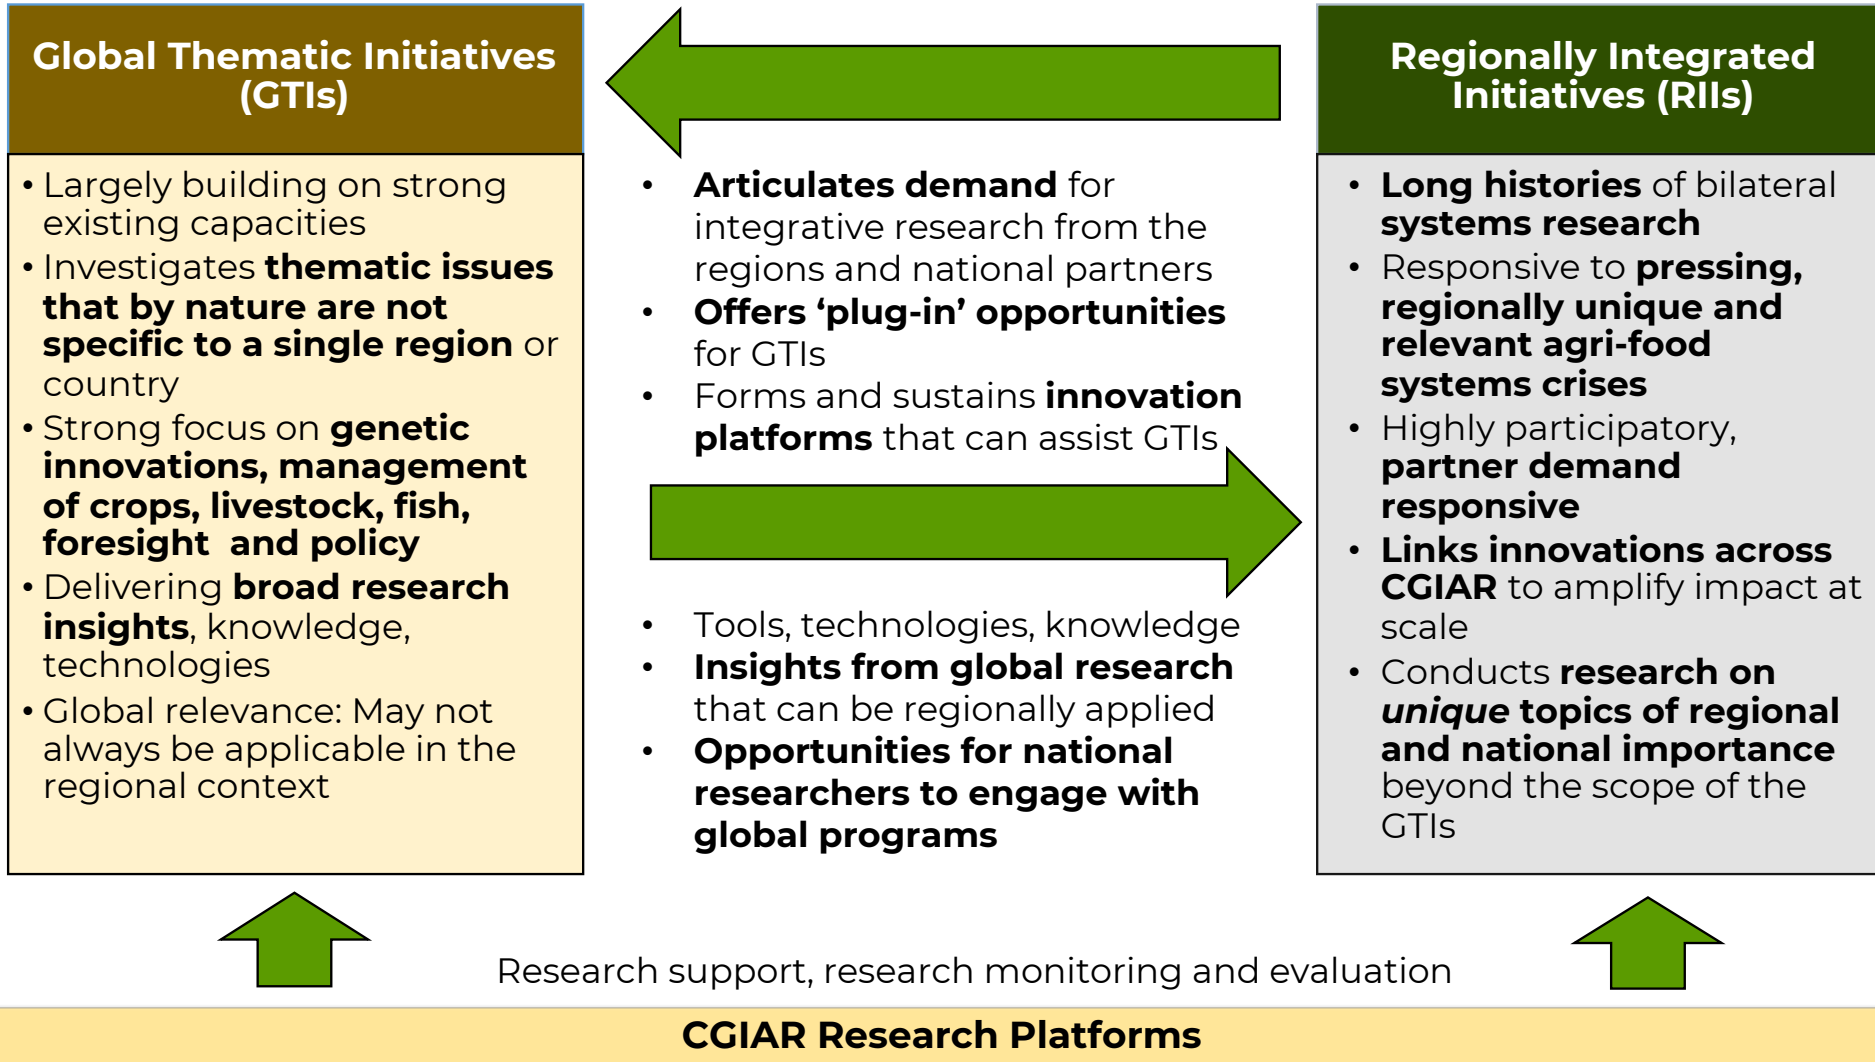 Global Thematic Initiatives
(GTIs)
• Largely building on strong
existing capacities
• Investigates thematic issues
that by nature are not
specific to a single region or
country
• Strong focus on genetic
innovations, management
of crops, livestock, fish,
foresight and policy
• Delivering broad research
insights, knowledge,
technologies
• Global relevance: May not
always be applicable in the
regional context
• Articulates demand for
integrative research from the
regions and national partners
• Offers ‘plug-in’ opportunities
for GTIs
• Forms and sustains innovation
platforms that can assist GTIs
• Tools, technologies, knowledge
• Insights from global research
that can be regionally applied
• Opportunities for national
researchers to engage with
global programs
Regionally Integrated
Initiatives (RIIs)
• Long histories of bilateral
systems research
• Responsive to pressing,
regionally unique and
relevant agri-food
systems crises
• Highly participatory,
partner demand
responsive
• Links innovations across
CGIAR to amplify impact at
scale
• Conducts research on
unique topics of regional
and national importance
beyond the scope of the
GTIs
Research support, research monitoring and evaluation
CGIAR Research Platforms